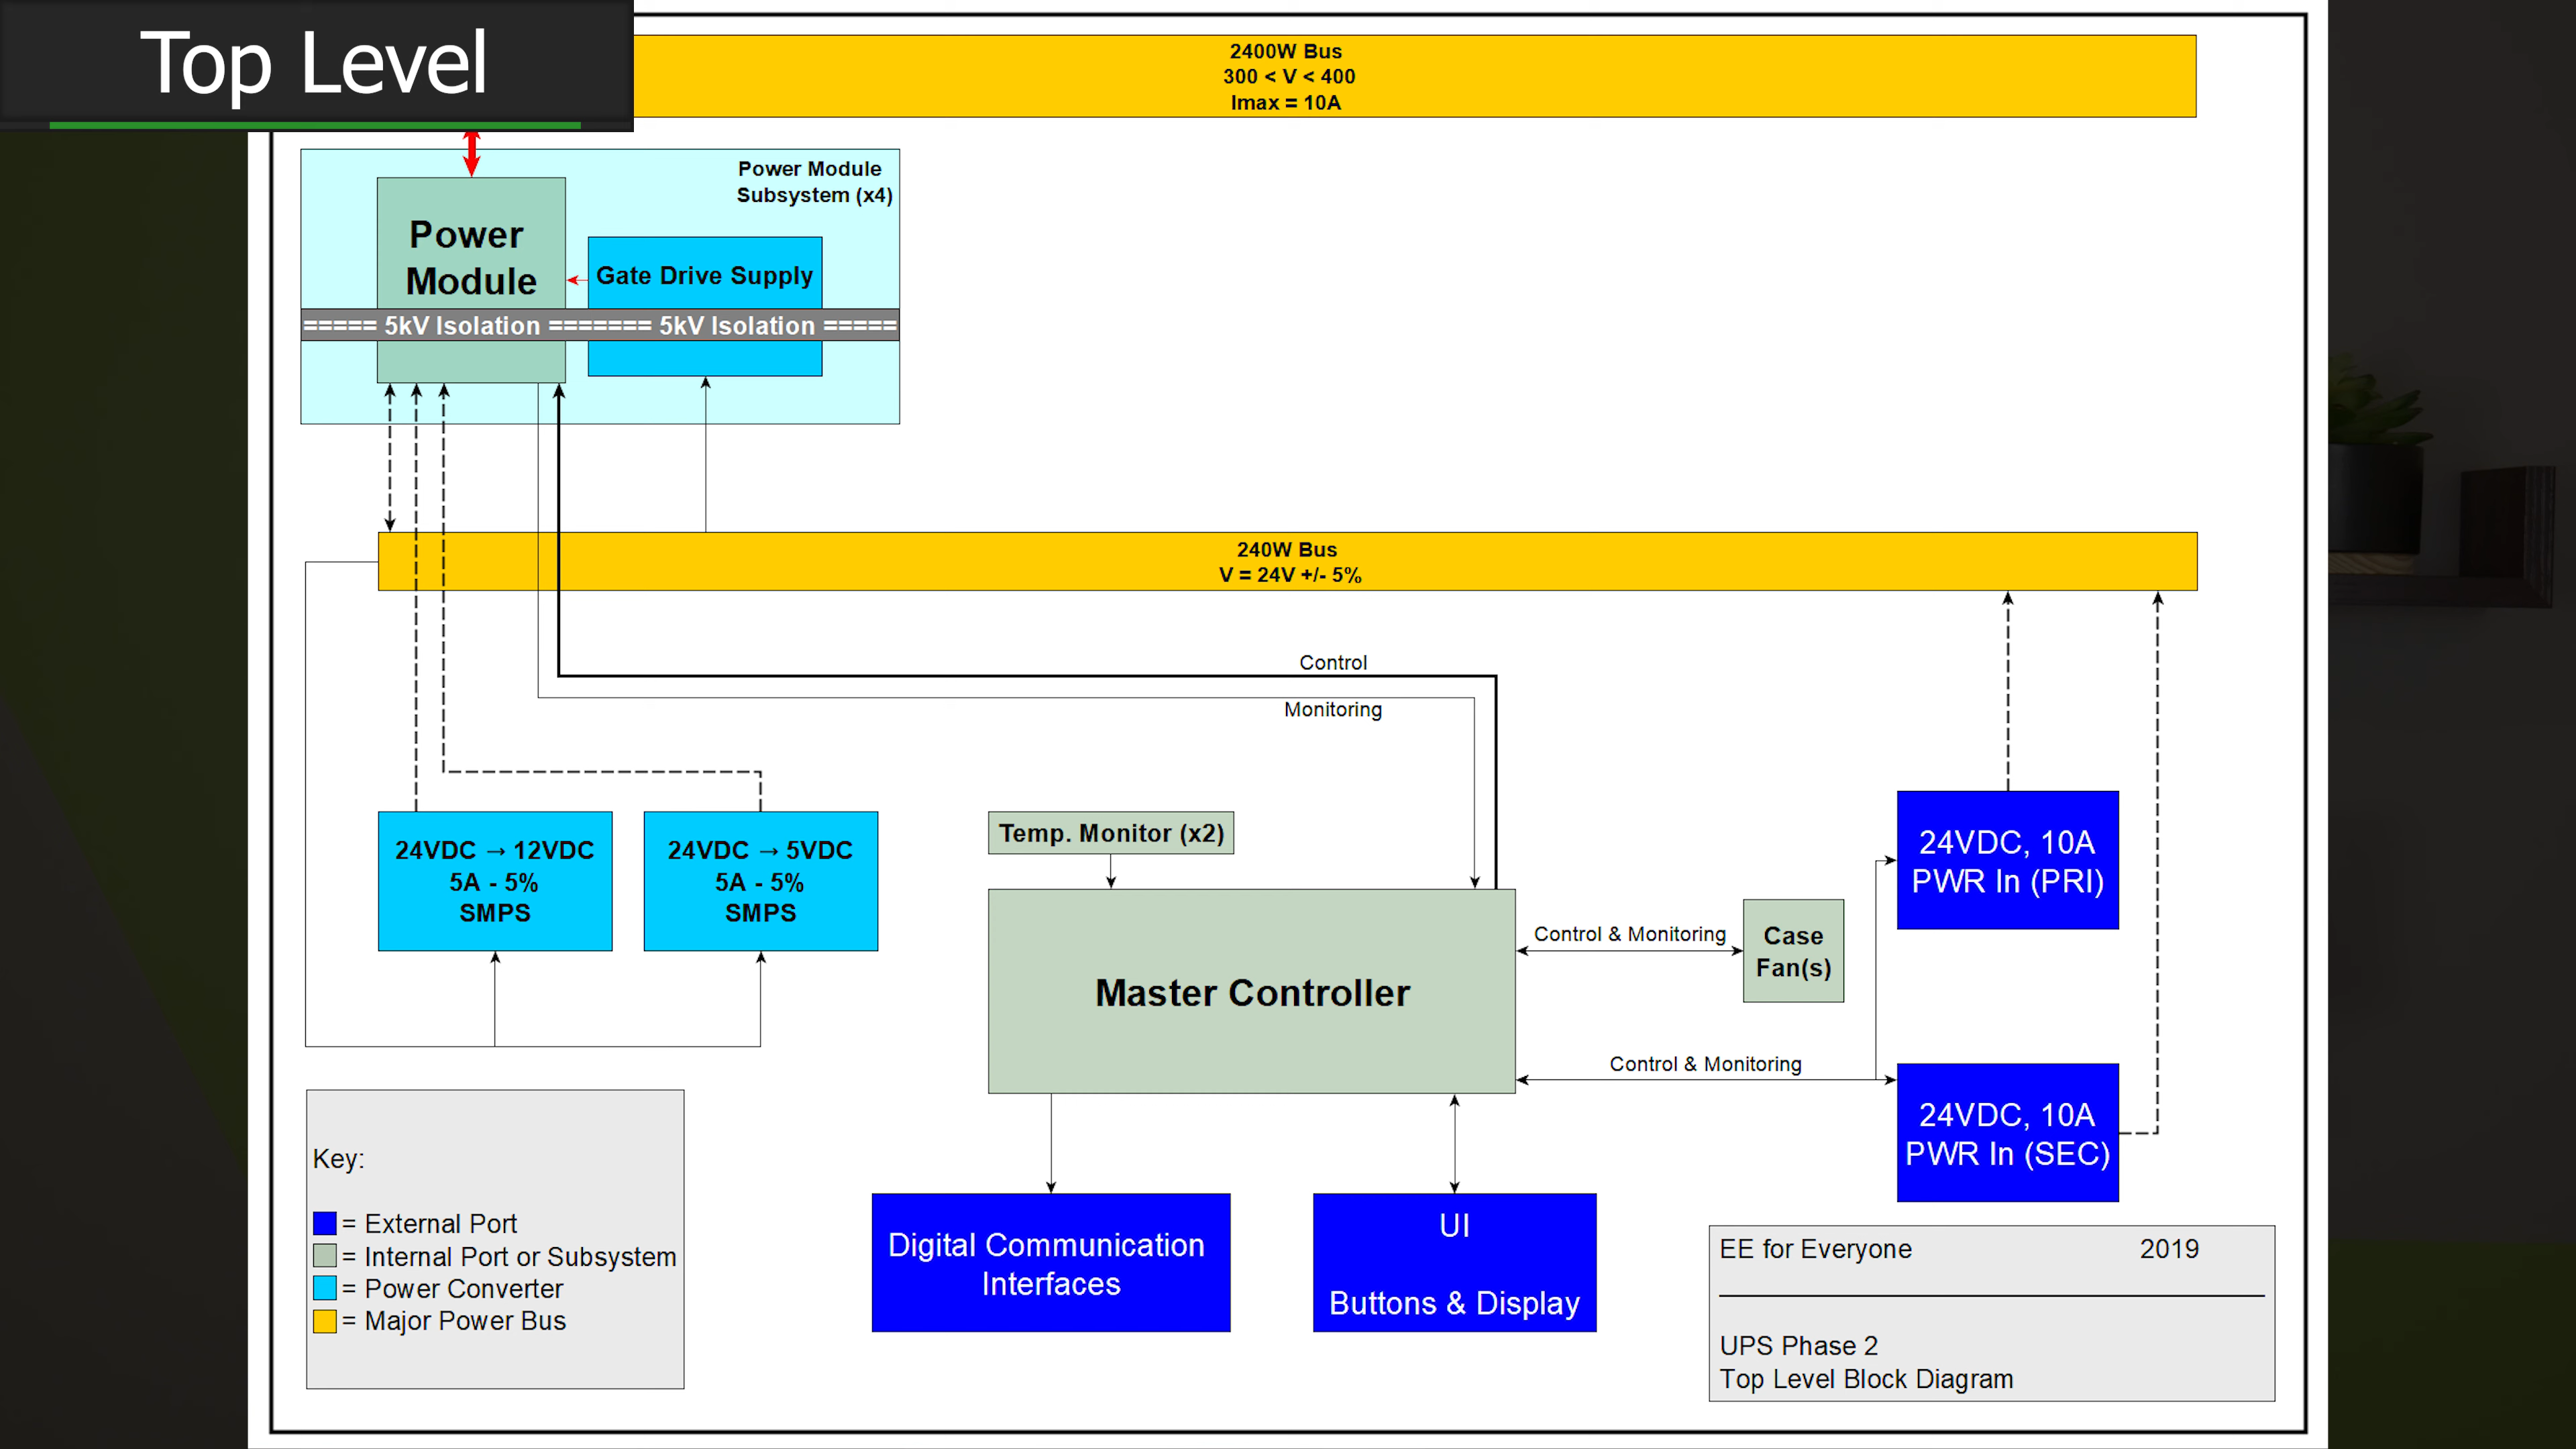 Top Level
2400W Bus
300 < V < 400
Imax = 10A
Power Module
Subsystem (x4)
Power
Module
Gate Drive Supply
===== 5kV Isolation ======= 5kV Isolation =====
240W Bus
V = 24V +/- 5%
Control
Monitoring
24VDC → 12VDC
5A - 5%
SMPS
24VDC → 5VDC
5A - 5%
SMPS
Temp. Monitor (x2)
Master Controller
Control & Monitoring
Case
Fan(s)
24VDC, 10A
PWR In (PRI)
Control & Monitoring
24VDC, 10A
PWR In (SEC)
Digital Communication
Interfaces
UI
Buttons & Display
Key:
= External Port
= Internal Port or Subsystem
= Power Converter
= Major Power Bus
EE for Everyone 2019
UPS Phase 2
Top Level Block Diagram